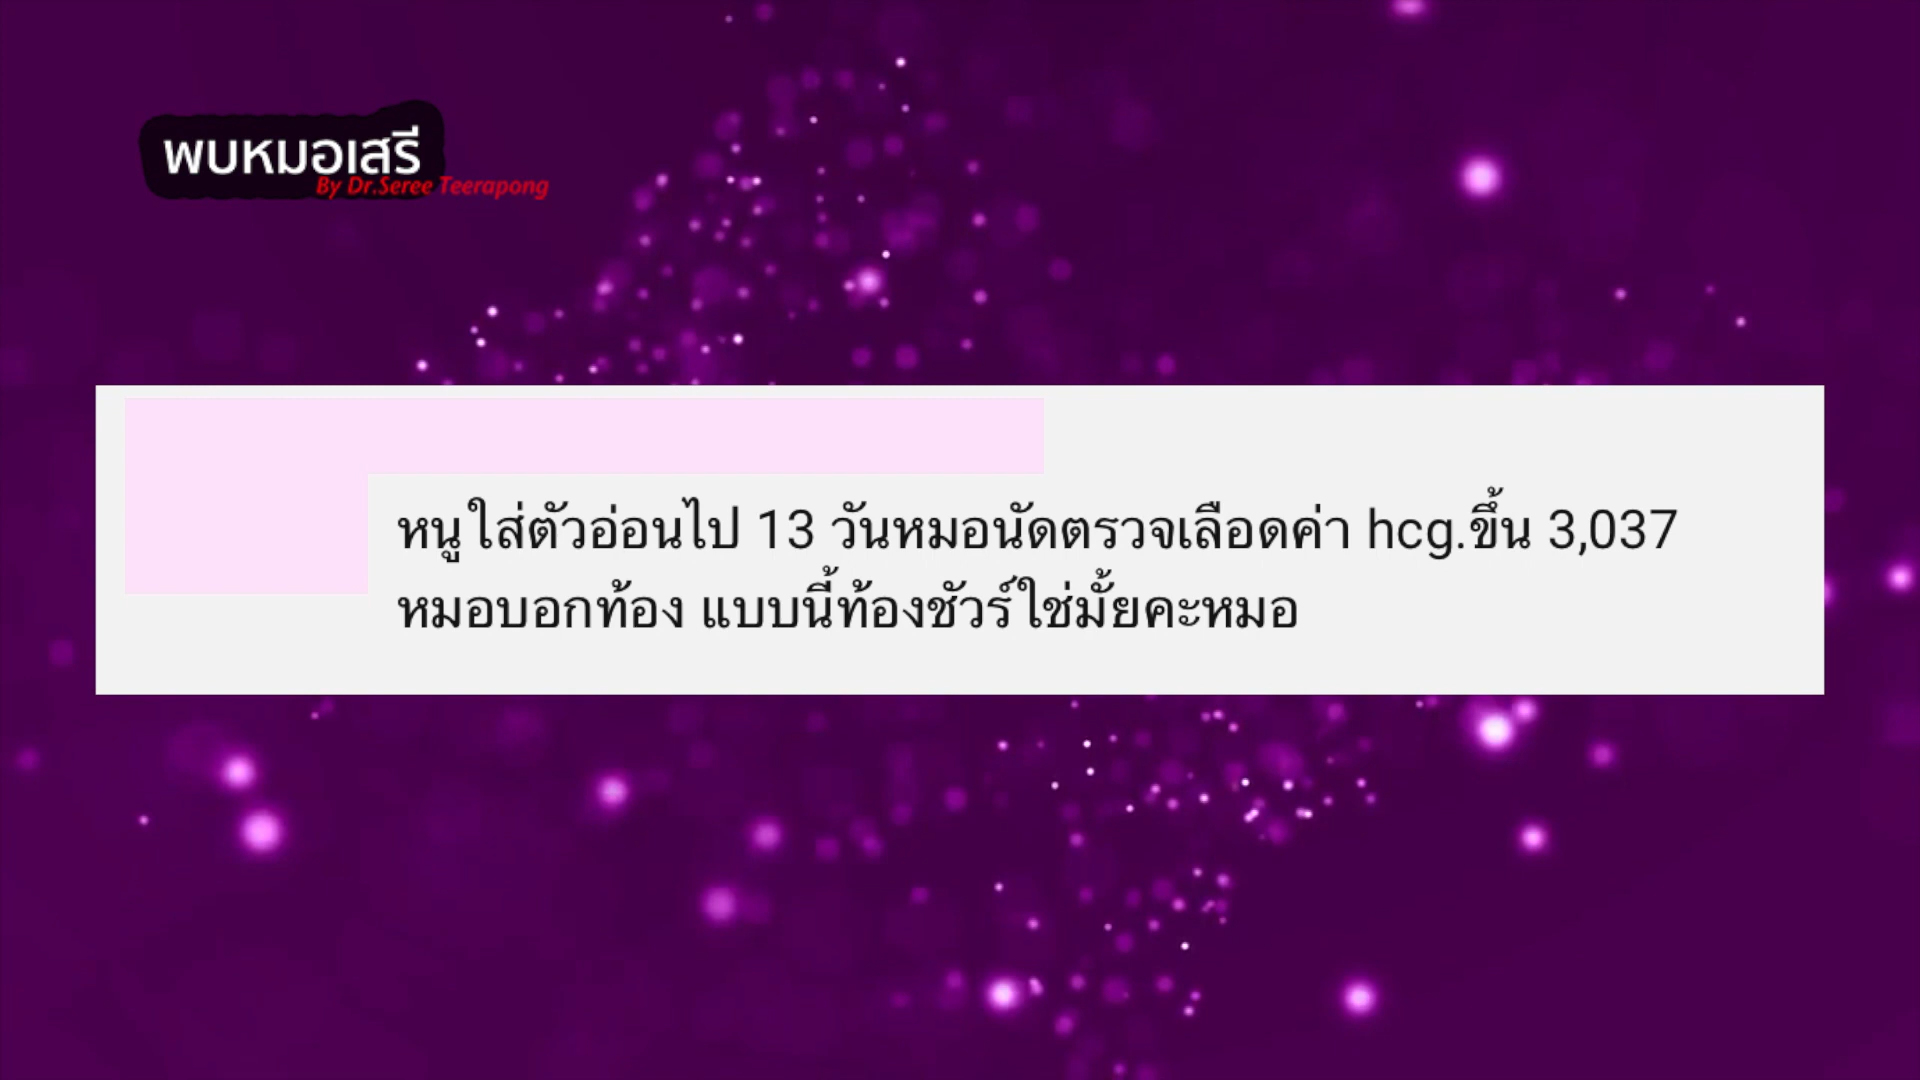 พบหมอเสรี
By Dr.Seree Teerapong
หนูใส่ตัวอ่อนไป 13 วันหมอนัดตรวจเลือดค่า hcg.ขึ้น 3,037
หมอบอกท้อง แบบนี้ท้องชัวร์ใช่มั้ยคะหมอ